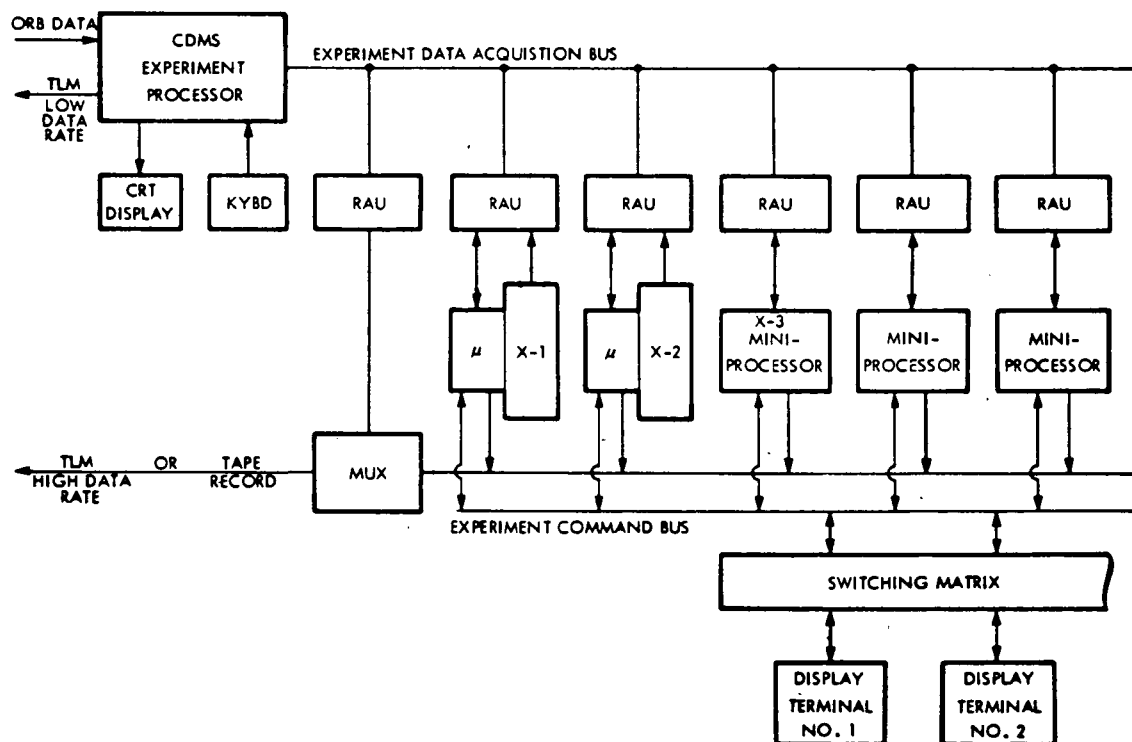 ORB DATA
CDMS
EXPERIMENT
PROCESSOR
EXPERIMENT DATA ACQUISTION BUS
TLM
LOW
DATA
RATE
CRT
DISPLAY
KYBD
RAU
RAU
RAU
RAU
RAU
RAU
μ
X-1
μ
X-2
X-3
MINI-
PROCESSOR
MINI-
PROCESSOR
MINI-
PROCESSOR
TLM OR TAPE
HIGH DATA RECORD
RATE
MUX
EXPERIMENT COMMAND BUS
SWITCHING MATRIX
DISPLAY
TERMINAL
NO. 1
DISPLAY
TERMINAL
NO. 2